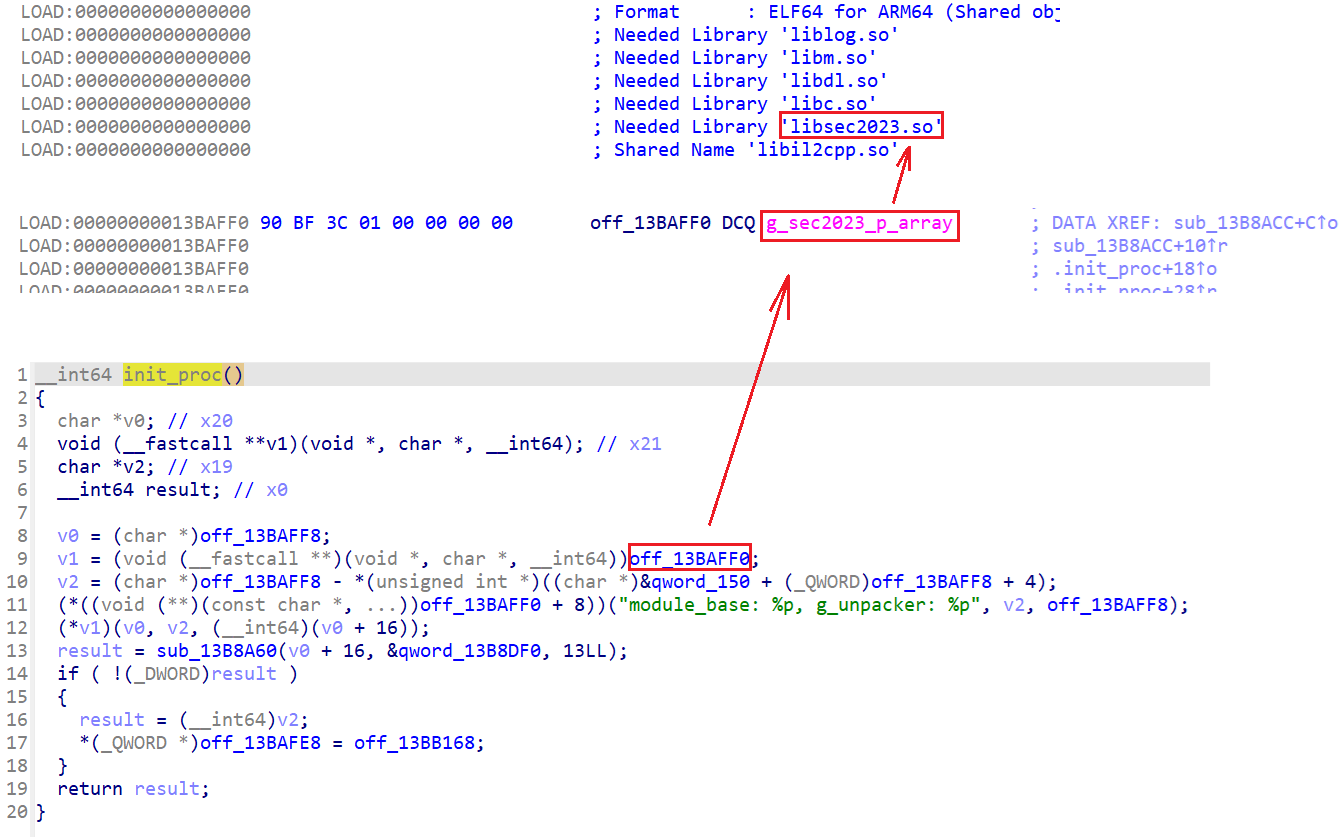 LOAD:0000000000000000 ; Format : ELF64 for ARM64 (Shared obj
LOAD:0000000000000000 ; Needed Library 'liblog.so'
LOAD:0000000000000000 ; Needed Library 'libm.so'
LOAD:0000000000000000 ; Needed Library 'libdl.so'
LOAD:0000000000000000 ; Needed Library 'libc.so'
LOAD:0000000000000000 ; Needed Library 'libsec2023.so'
LOAD:0000000000000000 ; Shared Name 'libil2cpp.so'
LOAD:00000000013BAFF0 90 BF 3C 01 00 00 00 00 off_13BAFF0 DCQ g_sec2023_p_array ; DATA XREF: sub_13B8ACC+C↑o
LOAD:00000000013BAFF0 ; sub_13B8ACC+10↑r
LOAD:00000000013BAFF0 ; .init_proc+18↑o
LOAD:00000000013BAFF0 ; .init_proc+28↑r
1 __int64 init_proc()
2 {
3 char *v0; // x20
4 void (__fastcall **v1)(void *, char *, __int64); // x21
5 char *v2; // x19
6 __int64 result; // x0
7
8 v0 = (char *)off_13BAFF8;
9 v1 = (void (__fastcall **)(void *, char *, __int64))off_13BAFF0;
10 v2 = (char *)off_13BAFF8 - *(unsigned int *)((char *)&qword_150 + (_QWORD)off_13BAFF8 + 4);
11 (*((void (**)(const char *, ...))off_13BAFF0 + 8))("module_base: %p, g_unpacker: %p", v2, off_13BAFF8);
12 (*v1)(v0, v2, (__int64)(v0 + 16));
13 result = sub_13B8A60(v0 + 16, &qword_13B8DF0, 13LL);
14 if ( !(_DWORD)result )
15 {
16 result = (__int64)v2;
17 *(_QWORD *)off_13BAFE8 = off_13BB168;
18 }
19 return result;
20 }